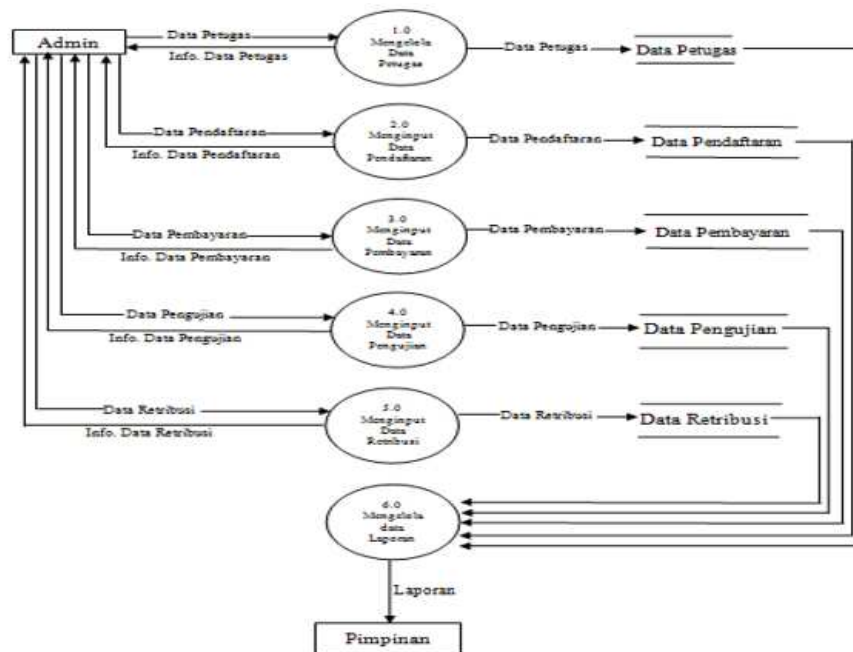 Admin
Data Petugas
Info. Data Petugas
1.0
Mengelola
Data
Petugas
Data Petugas
Data Petugas
Data Pendaftaran
Info. Data Pendaftaran
2.0
Menginput
Data
Pendaftaran
Data Pendaftaran
Data Pendaftaran
Data Pembayaran
Info. Data Pembayaran
3.0
Menginput
Data
Pembayaran
Data Pembayaran
Data Pembayaran
Data Pengujian
Info. Data Pengujian
4.0
Menginput
Data
Pengujian
Data Pengujian
Data Pengujian
Data Retribusi
Info. Data Retribusi
5.0
Menginput
Data
Retribusi
Data Retribusi
Data Retribusi
6.0
Mengelola
data
Laporan
Laporan
Pimpinan